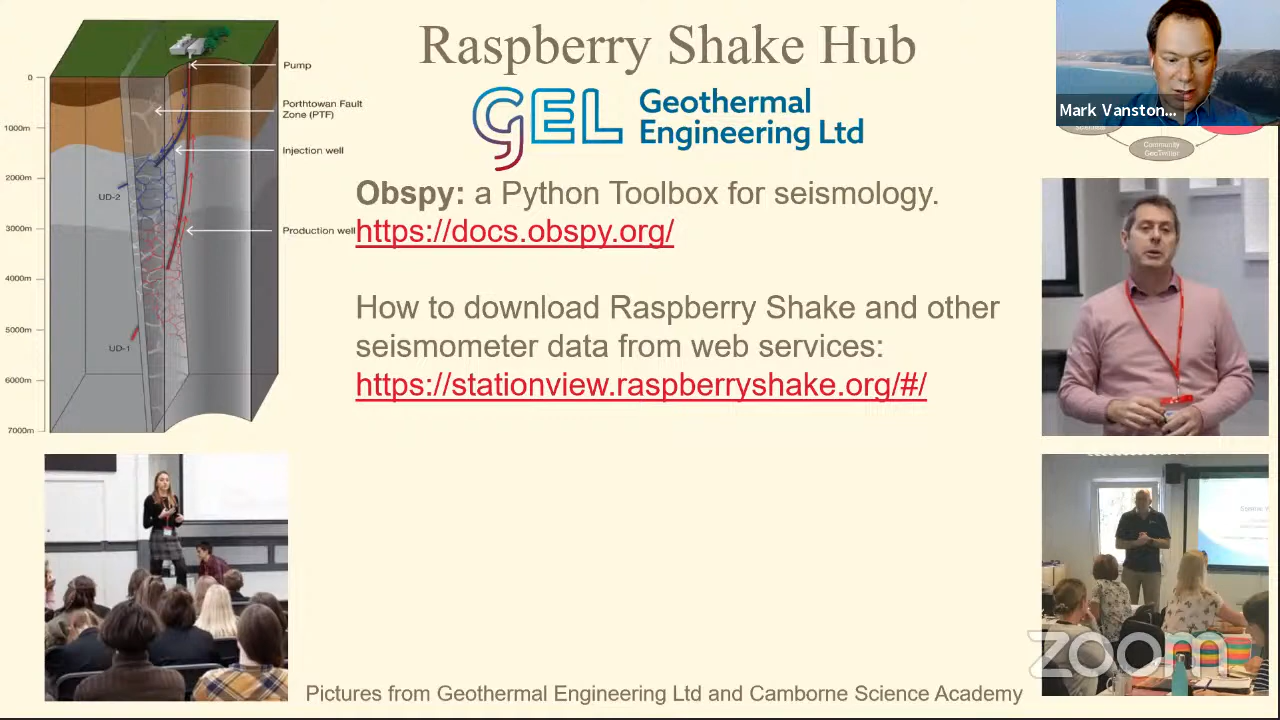 Raspberry Shake Hub
GEL Geothermal
Engineering Ltd
Obspy: a Python Toolbox for seismology.
https://docs.obspy.org/
How to download Raspberry Shake and other
seismometer data from web services:
https://stationview.raspberryshake.org/#/
Pump
Porthtowan Fault
Zone (PTF)
Injection well
Production well
UD-2
UD-1
0
1000m
2000m
3000m
4000m
5000m
6000m
7000m
Mark Vanston...
Community
GeoTwitter
zoom
Pictures from Geothermal Engineering Ltd and Camborne Science Academy